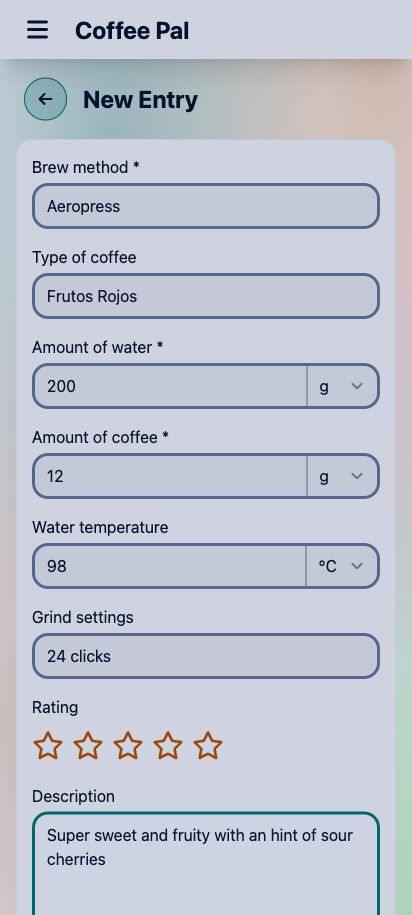 Coffee Pal
New Entry
Brew method *
Aeropress
Type of coffee
Frutos Rojos
Amount of water *
200
g
Amount of coffee *
12
g
Water temperature
98
°C
Grind settings
24 clicks
Rating
Description
Super sweet and fruity with an hint of sour
cherries